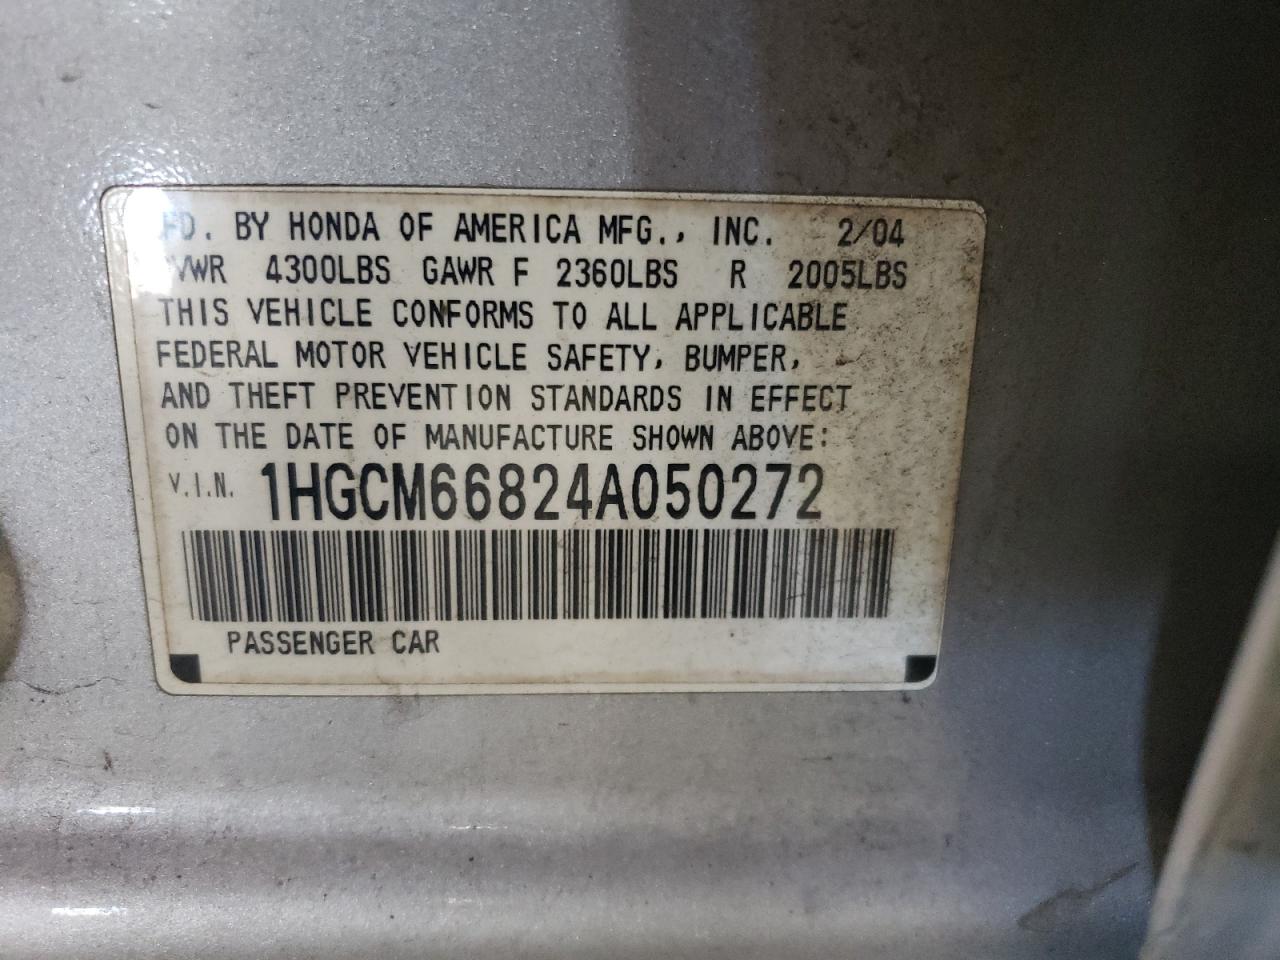 FD. BY HONDA OF AMERICA MFG., INC. 2/04
VWR 4300LBS GAWR F 2360LBS R 2005LBS
THIS VEHICLE CONFORMS TO ALL APPLICABLE
FEDERAL MOTOR VEHICLE SAFETY, BUMPER,
AND THEFT PREVENTION STANDARDS IN EFFECT
ON THE DATE OF MANUFACTURE SHOWN ABOVE:
V.I.N. 1HGCM66824A050272
PASSENGER CAR